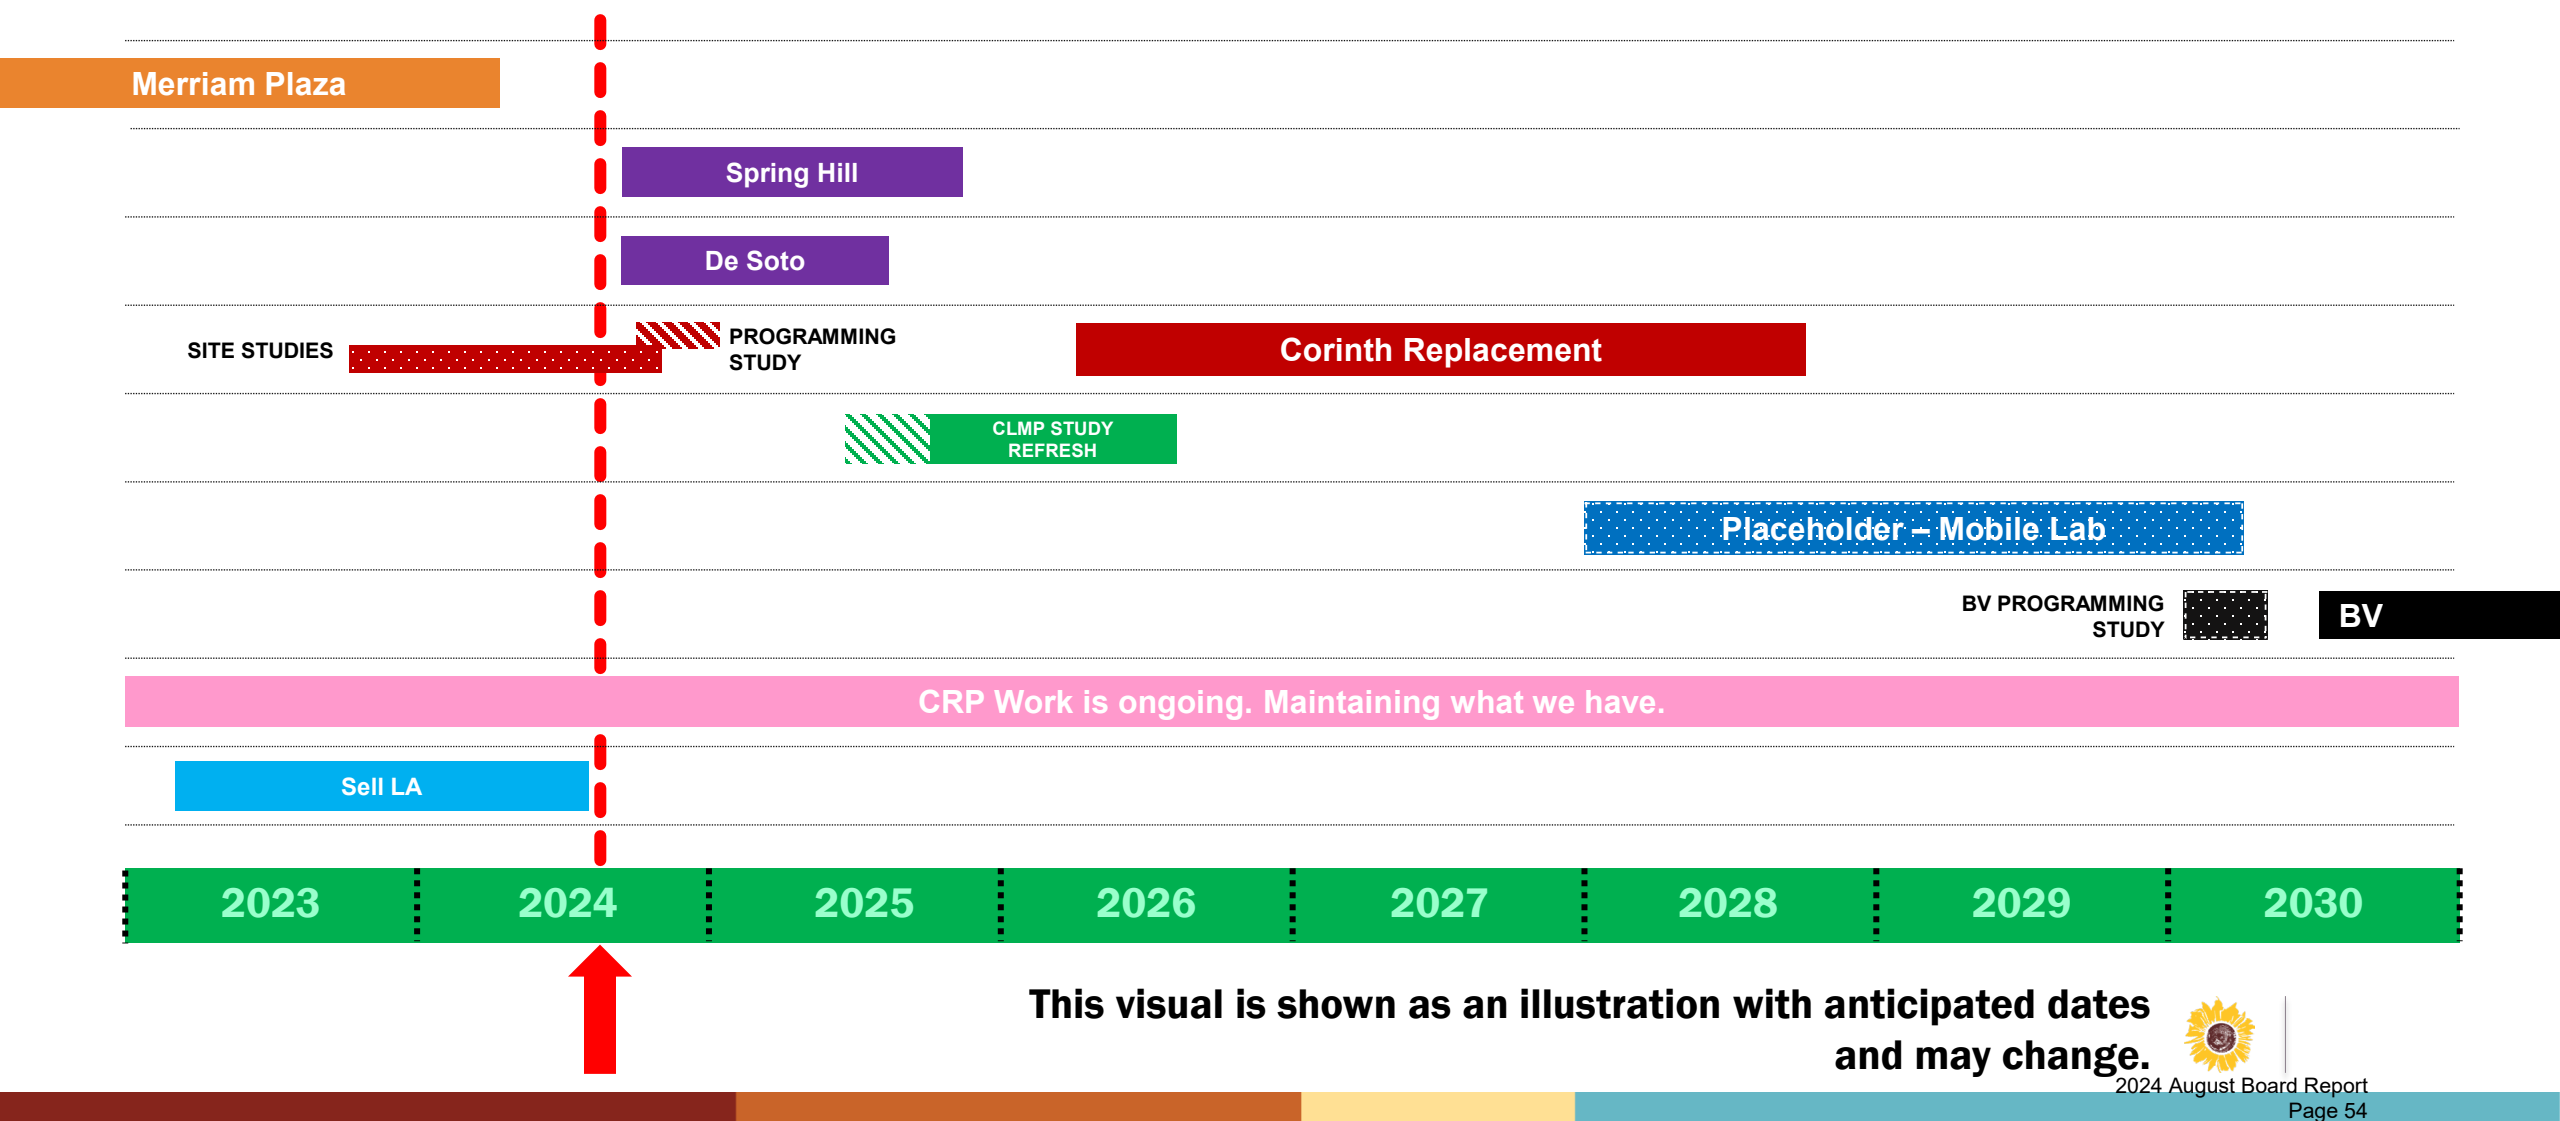 Merriam Plaza
Spring Hill
De Soto
SITE STUDIES
PROGRAMMING
STUDY
Corinth Replacement
CLMP STUDY
REFRESH
Placeholder – Mobile Lab
BV PROGRAMMING
STUDY
BV
CRP Work is ongoing. Maintaining what we have.
Sell LA
2023 2024 2025 2026 2027 2028 2029 2030
This visual is shown as an illustration with anticipated dates
and may change.
2024 August Board Report
Page 54